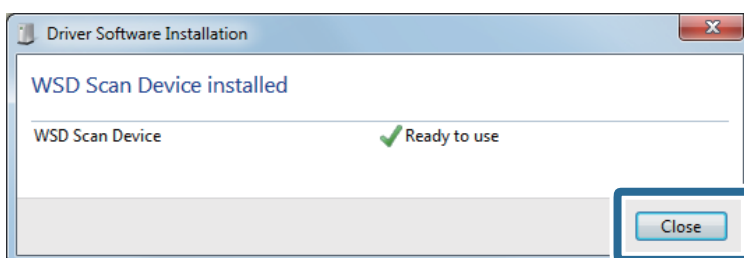 Driver Software Installation
WSD Scan Device installed
WSD Scan Device Ready to use
Close